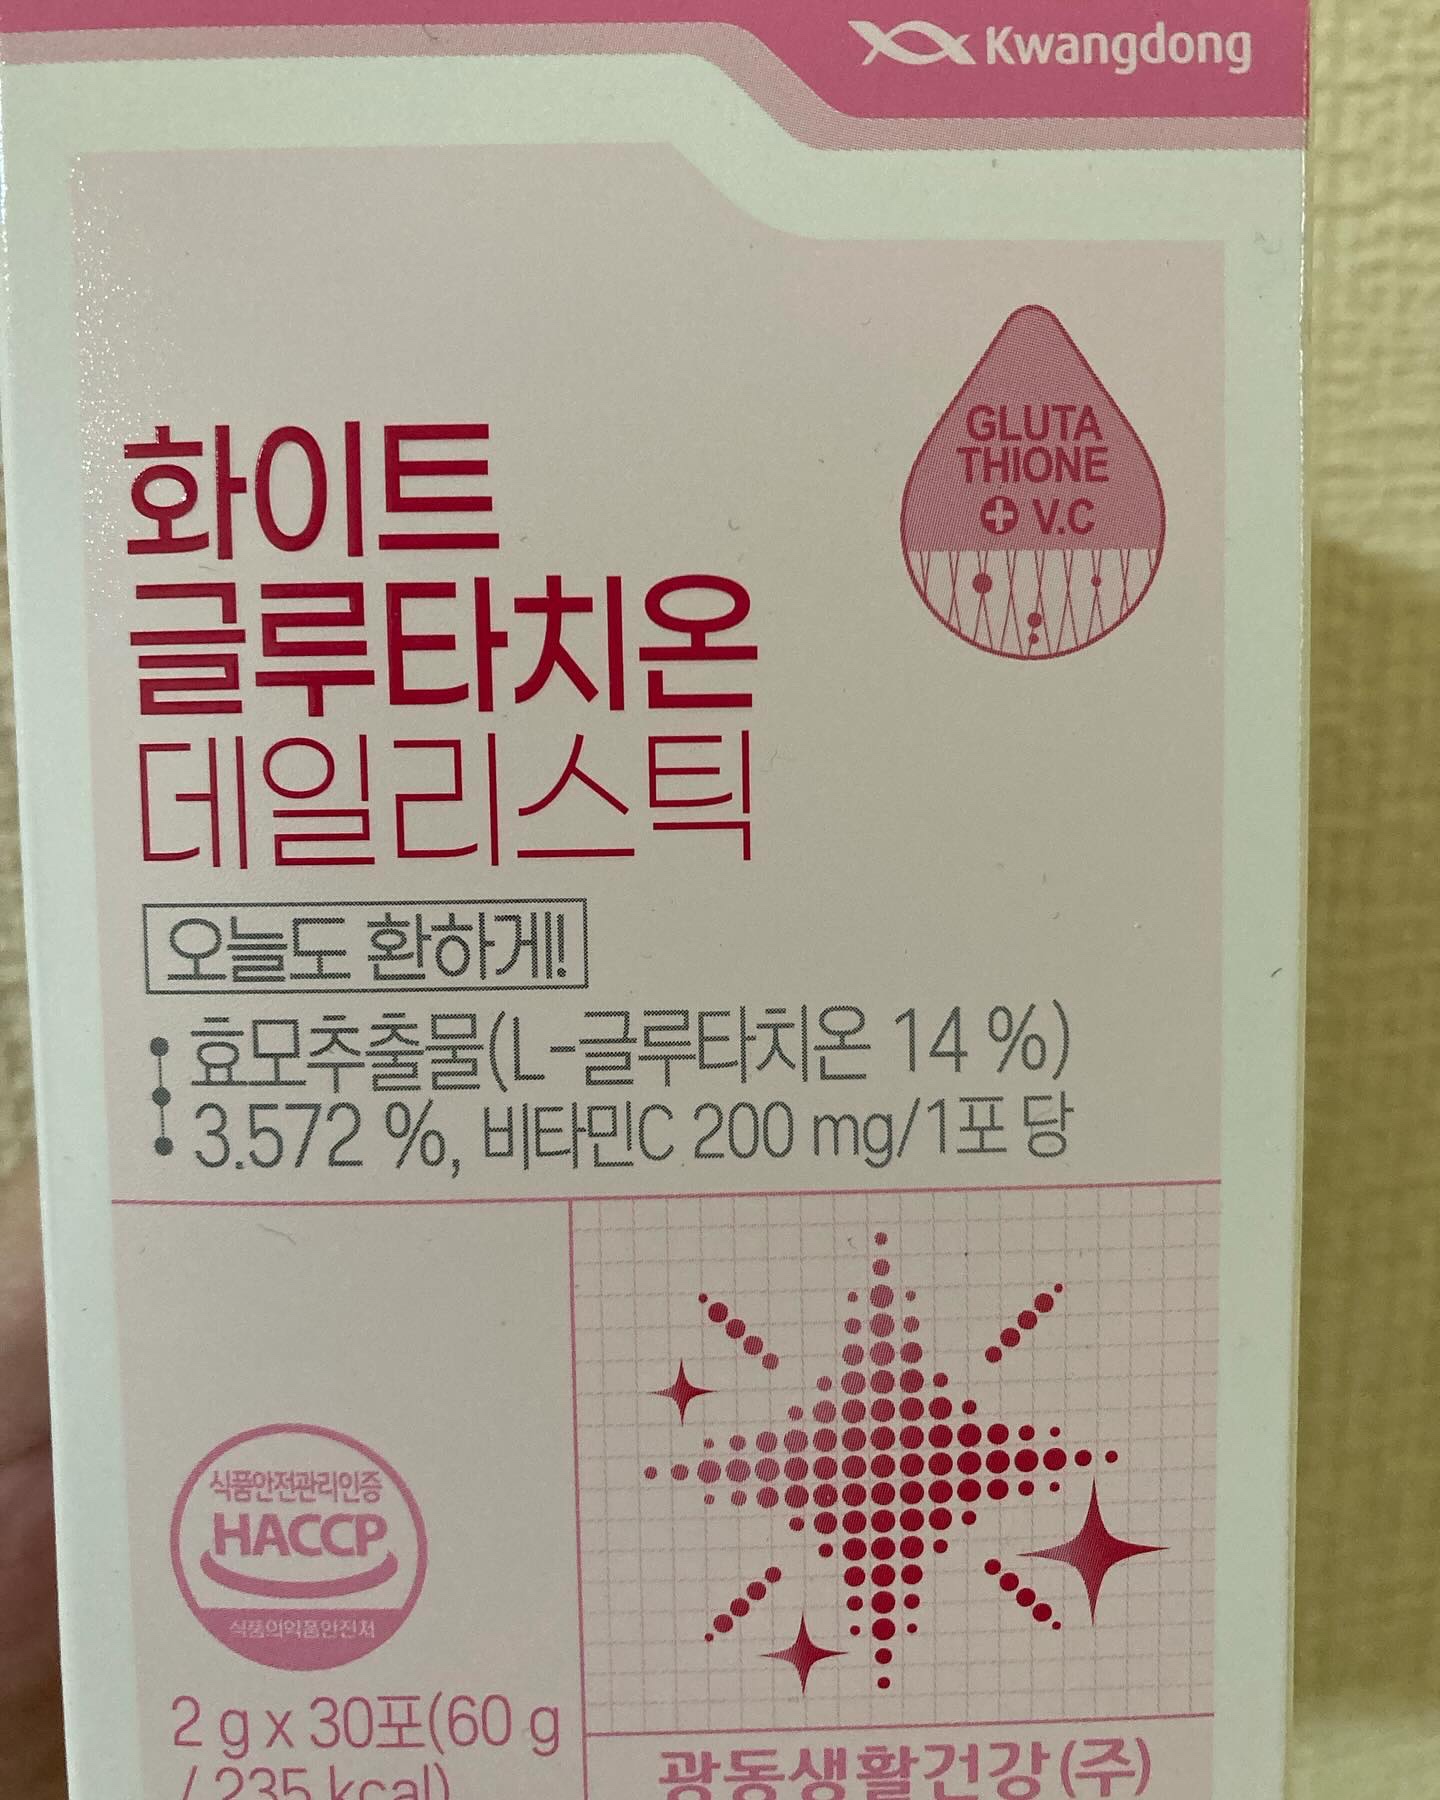 Kwangdong
GLUTA
THIONE
+ V.C
화이트
글루타치온
데일리스틱
오늘도 환하게!
효모추출물(L-글루타치온 14 %)
3.572 %, 비타민C 200 mg/1포 당
식품안전관리인증
HACCP
식품의약품안전처
2 g x 30포(60 g
/ 235 kcal)
광동생활건강(주)